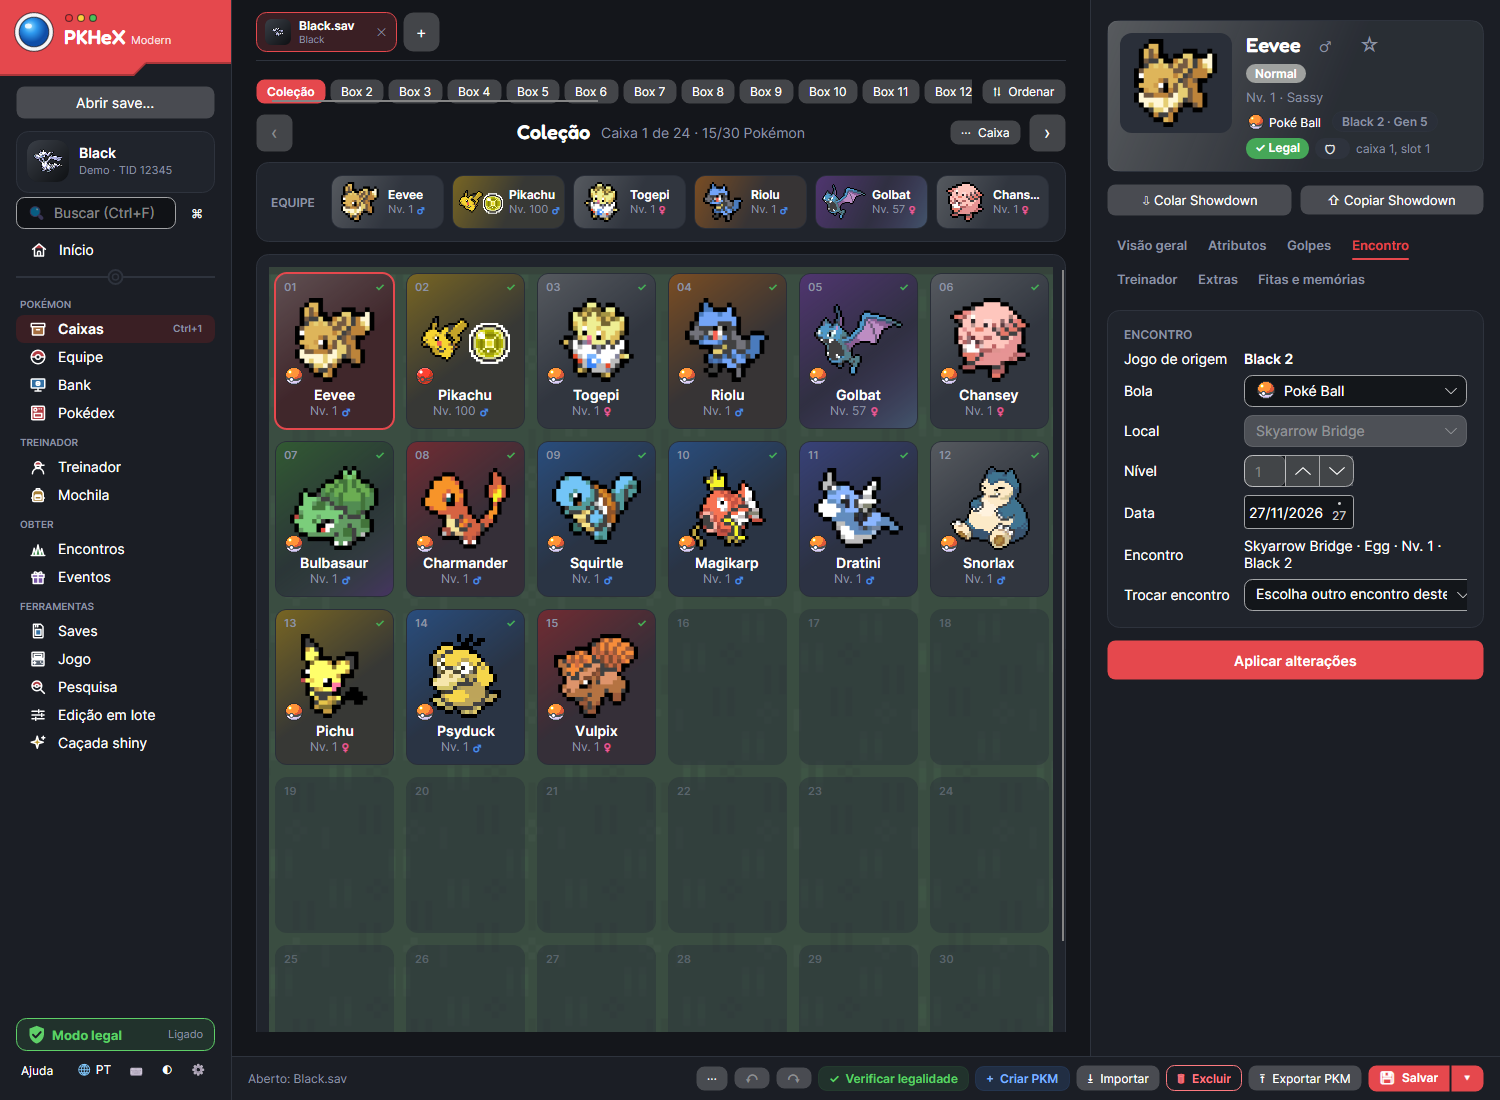 PKHeX Modern
Abrir save...
Black
Demo · TID 12345
Buscar (Ctrl+F)
⌘
Início
POKÉMON
Caixas Ctrl+1
Equipe
Bank
Pokédex
TREINADOR
Treinador
Mochila
OBTER
Encontros
Eventos
FERRAMENTAS
Saves
Jogo
Pesquisa
Edição em lote
Caçada shiny
Modo legal Ligado
Ajuda PT
Black.sav
Black
+
Coleção Box 2 Box 3 Box 4 Box 5 Box 6 Box 7 Box 8 Box 9 Box 10 Box 11 Box 12 Ordenar
‹ Coleção Caixa 1 de 24 · 15/30 Pokémon ··· Caixa ›
EQUIPE
Eevee
Nv. 1 ♂
Pikachu
Nv. 100 ♂
Togepi
Nv. 1 ♀
Riolu
Nv. 1 ♂
Golbat
Nv. 57 ♀
Chans...
Nv. 1 ♀
01 ✓
Eevee
Nv. 1 ♂
02 ✓
Pikachu
Nv. 100 ♂
03 ✓
Togepi
Nv. 1 ♀
04 ✓
Riolu
Nv. 1 ♂
05 ✓
Golbat
Nv. 57 ♀
06 ✓
Chansey
Nv. 1 ♀
07 ✓
Bulbasaur
Nv. 1 ♂
08 ✓
Charmander
Nv. 1 ♂
09 ✓
Squirtle
Nv. 1 ♂
10 ✓
Magikarp
Nv. 1 ♂
11 ✓
Dratini
Nv. 1 ♂
12 ✓
Snorlax
Nv. 1 ♂
13 ✓
Pichu
Nv. 1 ♀
14 ✓
Psyduck
Nv. 1 ♂
15 ✓
Vulpix
Nv. 1 ♀
16
17
18
19
20
21
22
23
24
25
26
27
28
29
30
Aberto: Black.sav
··· ✓ Verificar legalidade + Criar PKM Importar Excluir Exportar PKM Salvar
Eevee ♂ ☆
Normal
Nv. 1 · Sassy
Poké Ball Black 2 · Gen 5
✓ Legal caixa 1, slot 1
Colar Showdown
Copiar Showdown
Visão geral Atributos Golpes Encontro
Treinador Extras Fitas e memórias
ENCONTRO
Jogo de origem Black 2
Bola Poké Ball
Local Skyarrow Bridge
Nível 1
Data 27/11/2026 27
Encontro Skyarrow Bridge · Egg · Nv. 1 ·
Black 2
Trocar encontro Escolha outro encontro deste
Aplicar alterações